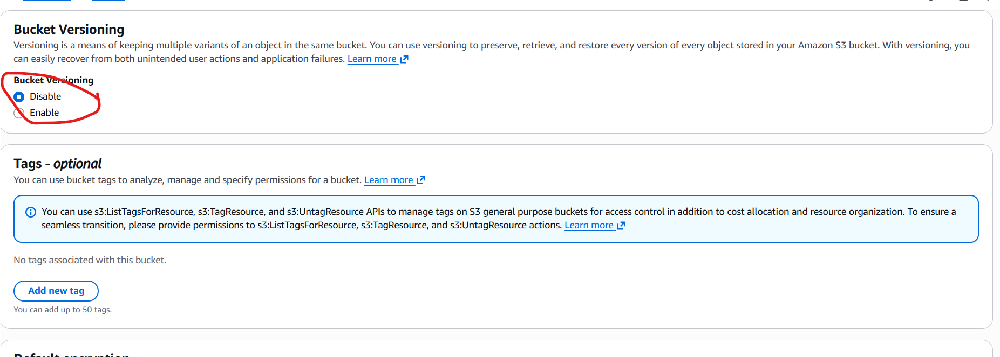 Bucket Versioning
Versioning is a means of keeping multiple variants of an object in the same bucket. You can use versioning to preserve, retrieve, and restore every version of every object stored in your Amazon S3 bucket. With versioning, you
can easily recover from both unintended user actions and application failures. Learn more
Bucket Versioning
Disable
Enable
Tags - optional
You can use bucket tags to analyze, manage and specify permissions for a bucket. Learn more
You can use s3:ListTagsForResource, s3:TagResource, and s3:UntagResource APIs to manage tags on S3 general purpose buckets for access control in addition to cost allocation and resource organization. To ensure a
seamless transition, please provide permissions to s3:ListTagsForResource, s3:TagResource, and s3:UntagResource actions. Learn more
No tags associated with this bucket.
Add new tag
You can add up to 50 tags.
Default encryption